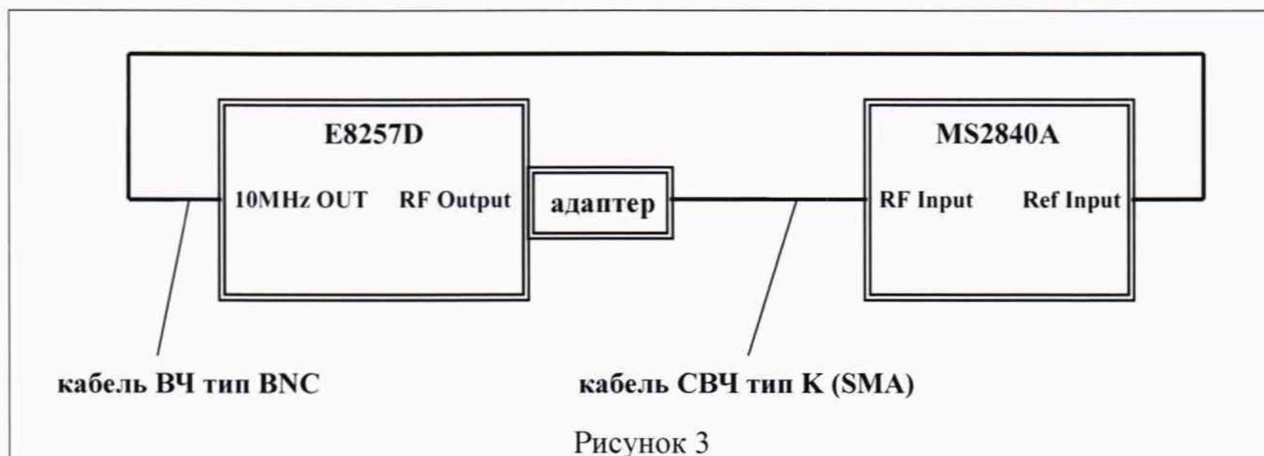 E8257D
MS2840A
10MHz OUT
RF Output
адаптер
RF Input
Ref Input
кабель ВЧ тип BNC
кабель СВЧ тип K (SMA)
Рисунок 3